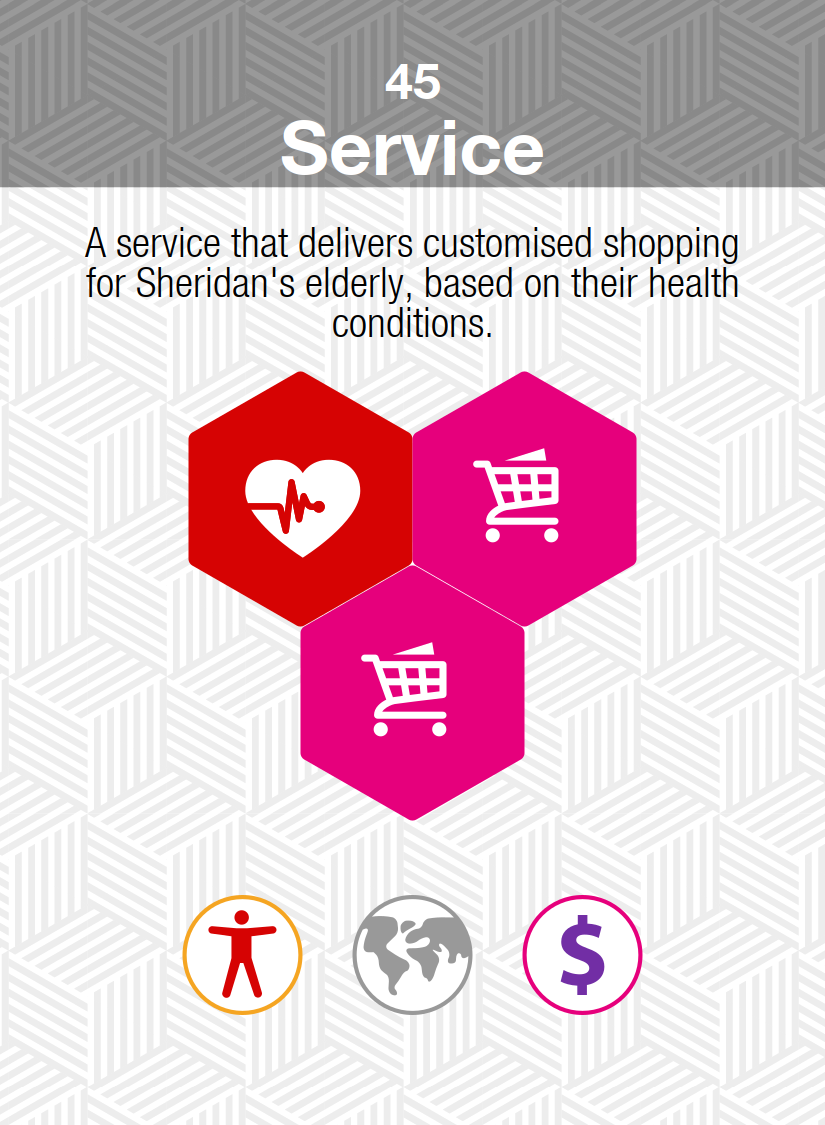 45
Service
A service that delivers customised shopping
for Sheridan's elderly, based on their health
conditions.
$